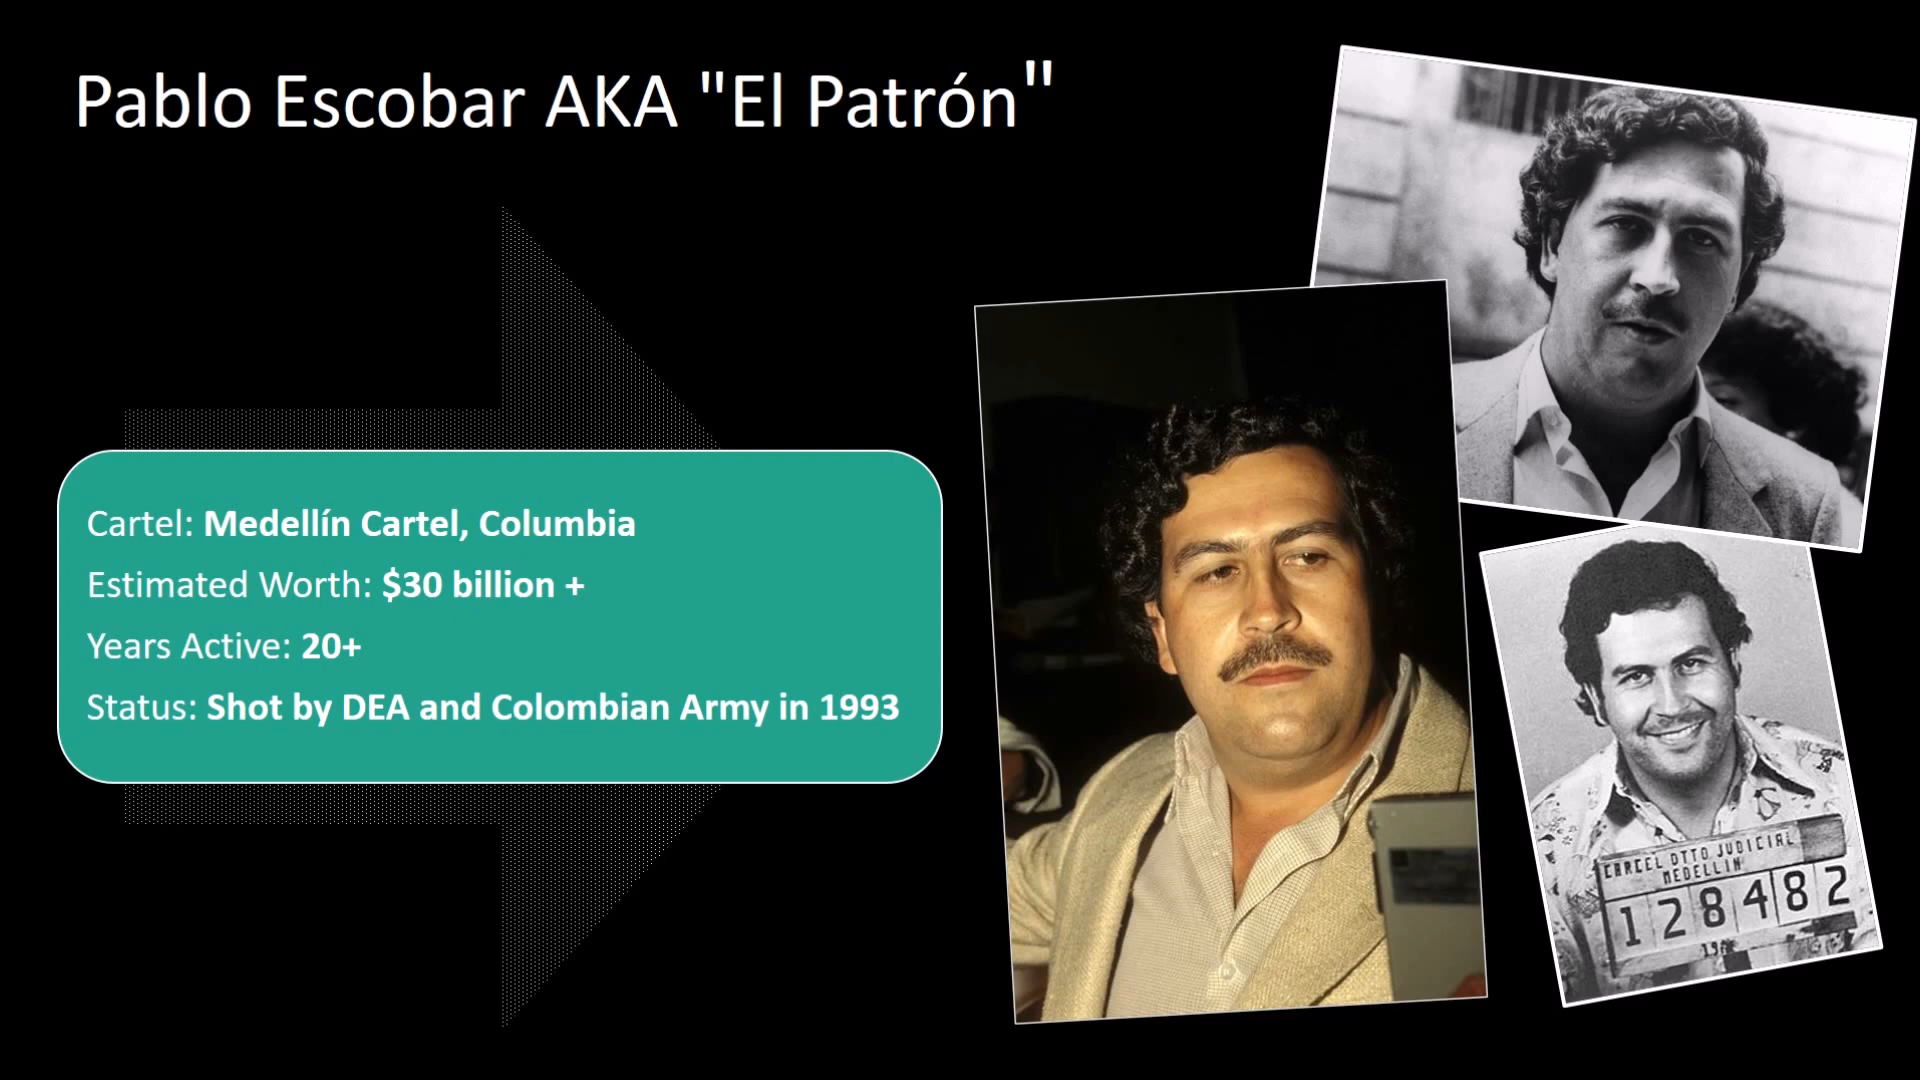 Pablo Escobar AKA "El Patrón"
Cartel: Medellín Cartel, Columbia
Estimated Worth: $30 billion +
Years Active: 20+
Status: Shot by DEA and Colombian Army in 1993
CARCEL DTTO JUDICIAL
MEDELLIN
128482